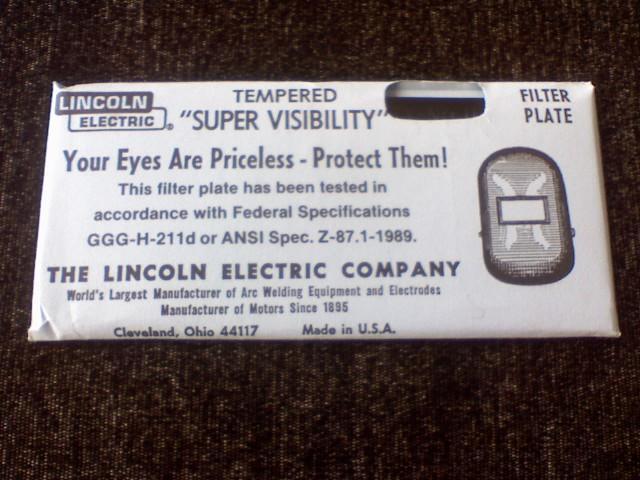 LINCOLN
ELECTRIC ®
TEMPERED
"SUPER VISIBILITY"
FILTER
PLATE
Your Eyes Are Priceless - Protect Them!
This filter plate has been tested in
accordance with Federal Specifications
GGG-H-211d or ANSI Spec. Z-87.1-1989.
THE LINCOLN ELECTRIC COMPANY
World's Largest Manufacturer of Arc Welding Equipment and Electrodes
Manufacturer of Motors Since 1895
Cleveland, Ohio 44117 Made in U.S.A.